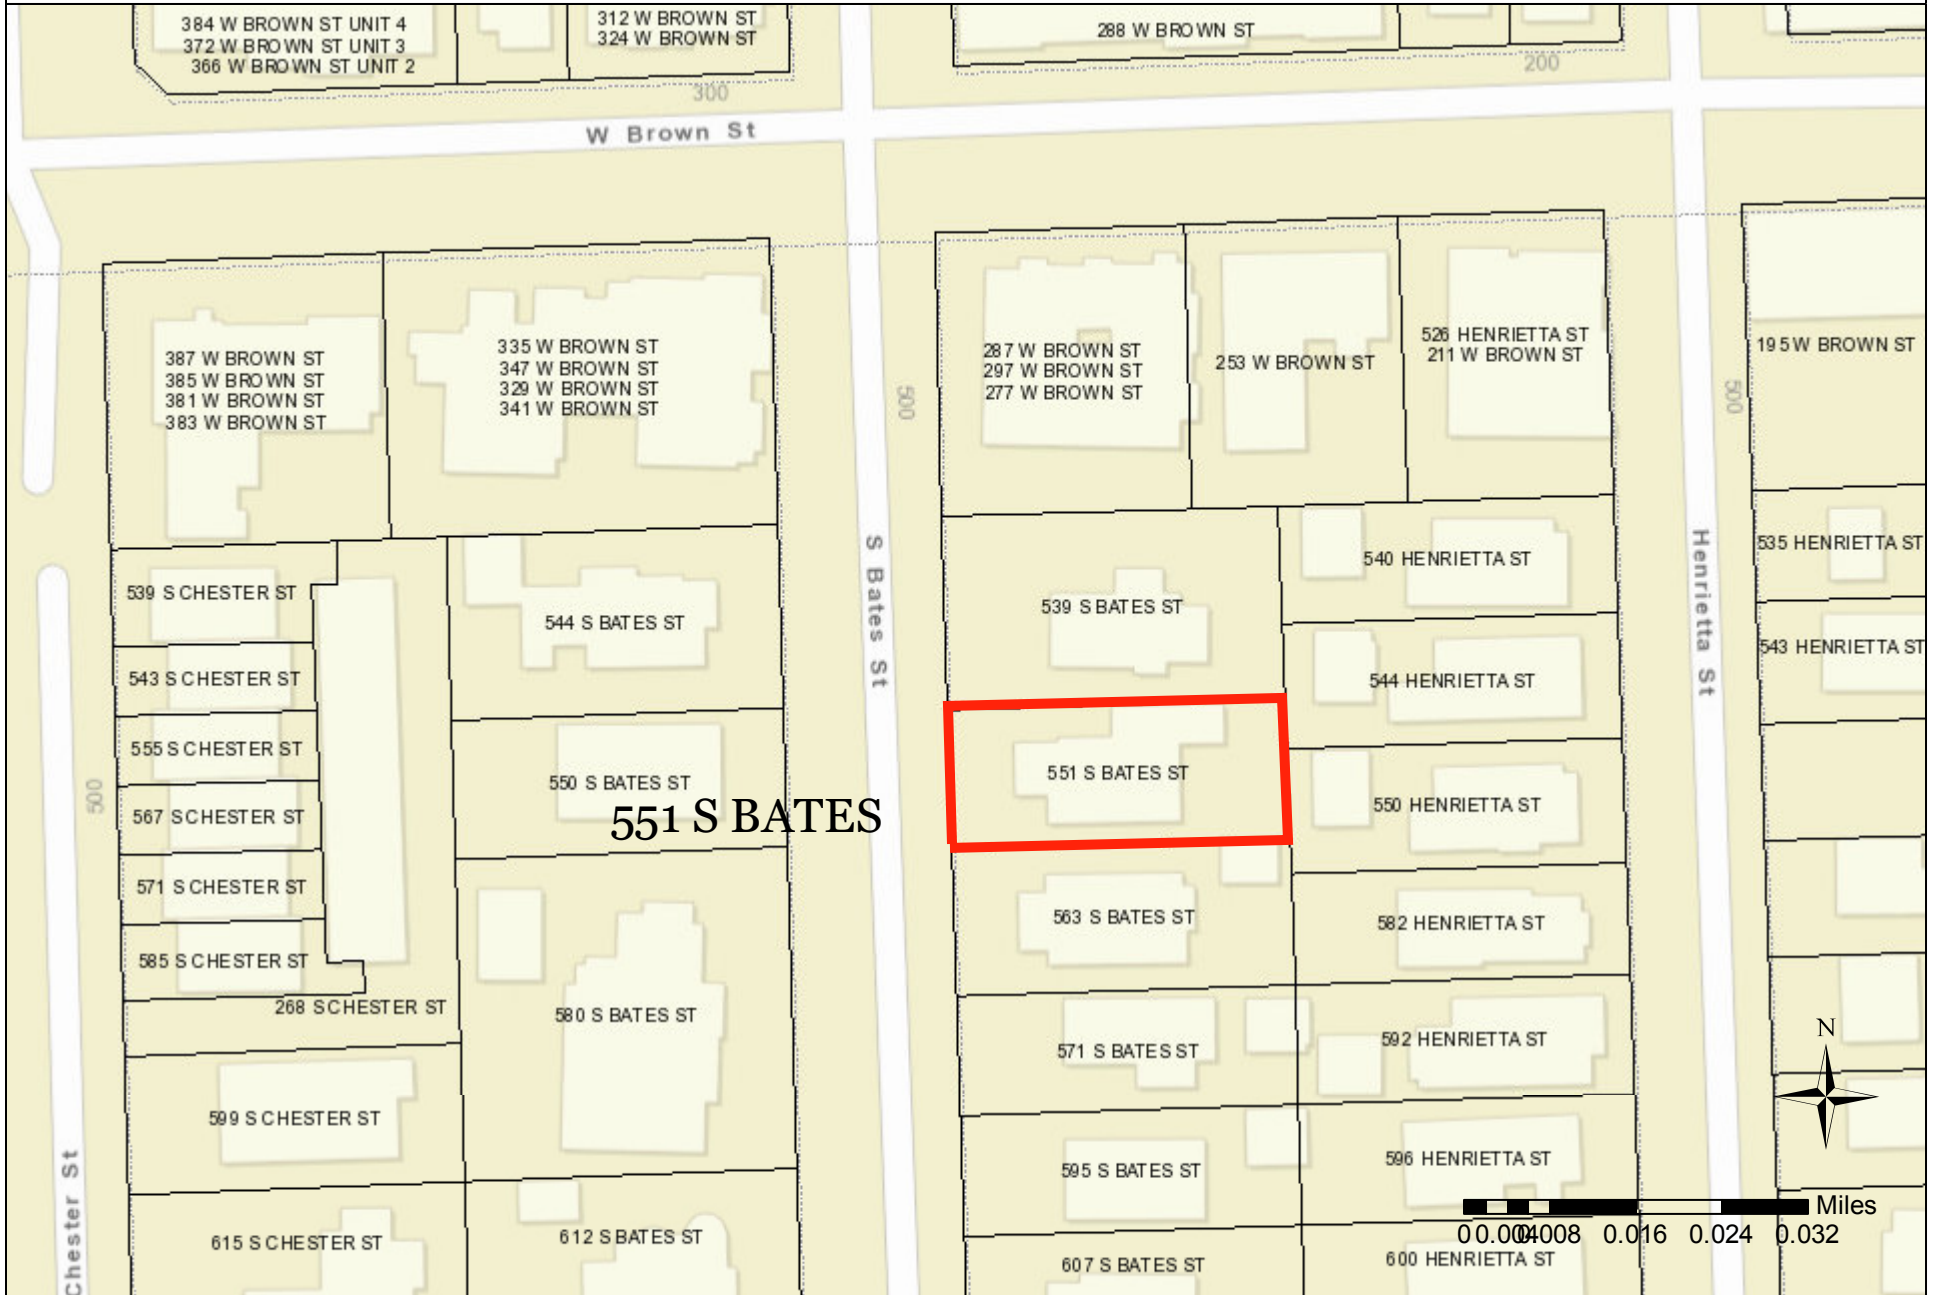 384 W BROWN ST UNIT 4
372 W BROWN ST UNIT 3
366 W BROWN ST UNIT 2
312 W BROWN ST
324 W BROWN ST
288 W BROWN ST
300
200
W Brown St
387 W BROWN ST
385 W BROWN ST
381 W BROWN ST
383 W BROWN ST
335 W BROWN ST
347 W BROWN ST
329 W BROWN ST
341 W BROWN ST
500
287 W BROWN ST
297 W BROWN ST
277 W BROWN ST
253 W BROWN ST
526 HENRIETTA ST
211 W BROWN ST
500
195 W BROWN ST
539 S CHESTER ST
543 S CHESTER ST
555 S CHESTER ST
567 S CHESTER ST
571 S CHESTER ST
585 S CHESTER ST
268 S CHESTER ST
599 S CHESTER ST
615 S CHESTER ST
500
Chester St
544 S BATES ST
550 S BATES ST
551 S BATES
580 S BATES ST
612 S BATES ST
S Bates St
539 S BATES ST
551 S BATES ST
563 S BATES ST
571 S BATES ST
595 S BATES ST
607 S BATES ST
540 HENRIETTA ST
544 HENRIETTA ST
550 HENRIETTA ST
582 HENRIETTA ST
592 HENRIETTA ST
596 HENRIETTA ST
600 HENRIETTA ST
Henrietta St
535 HENRIETTA ST
543 HENRIETTA ST
N
Miles
0 0.004 0.008 0.016 0.024 0.032